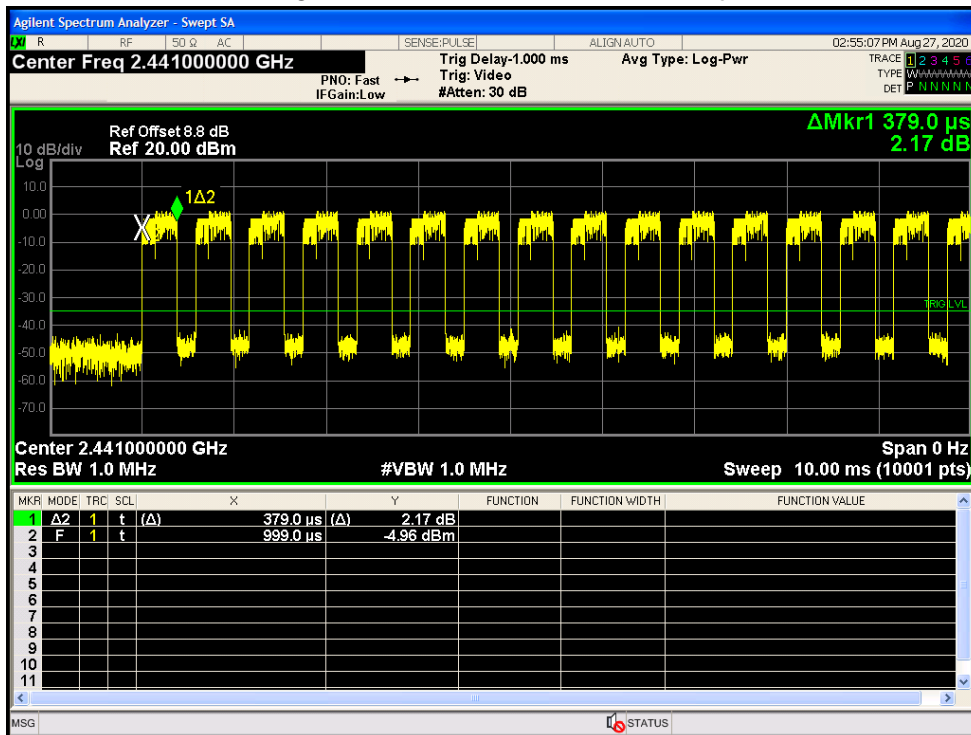 Agilent Spectrum Analyzer - Swept SA
LXI R RF 50 Ω AC SENSE:PULSE ALIGN AUTO 02:55:07 PM Aug 27, 2020
Center Freq 2.441000000 GHz
PNO: Fast
IFGain:Low
Trig Delay-1.000 ms
Trig: Video
#Atten: 30 dB
Avg Type: Log-Pwr
TRACE 1 2 3 4 5 6
TYPE W
DET P N N N N N
ΔMkr1 379.0 µs
2.17 dB
Ref Offset 8.8 dB
10 dB/div Ref 20.00 dBm
Log
10.0
0.00
-10.0
-20.0
-30.0
-40.0
-50.0
-60.0
-70.0
X
1Δ2
TRIG LVL
Center 2.441000000 GHz Span 0 Hz
Res BW 1.0 MHz #VBW 1.0 MHz Sweep 10.00 ms (10001 pts)
MKR MODE TRC SCL X Y FUNCTION FUNCTION WIDTH FUNCTION VALUE
1 Δ2 1 t (Δ) 379.0 µs (Δ) 2.17 dB
2 F 1 t 999.0 µs -4.96 dBm
3
4
5
6
7
8
9
10
11
MSG STATUS